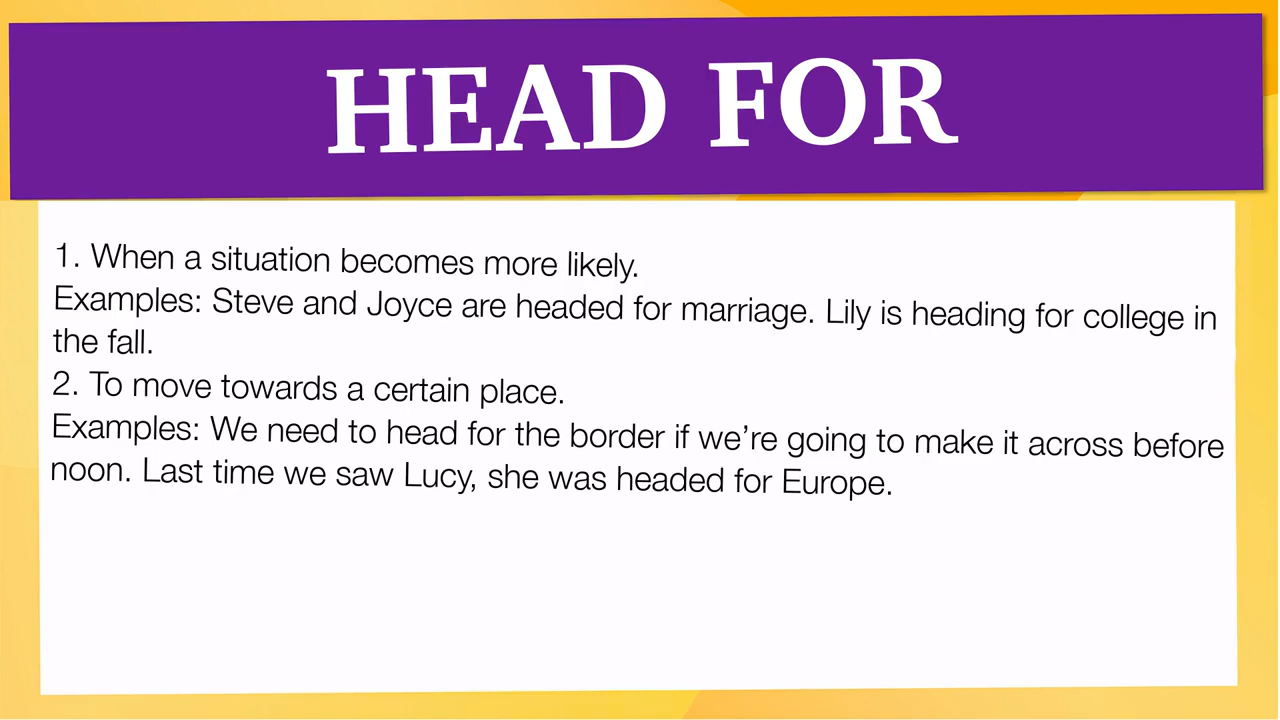 HEAD FOR
1. When a situation becomes more likely.
Examples: Steve and Joyce are headed for marriage. Lily is heading for college in
the fall.
2. To move towards a certain place.
Examples: We need to head for the border if we’re going to make it across before
noon. Last time we saw Lucy, she was headed for Europe.